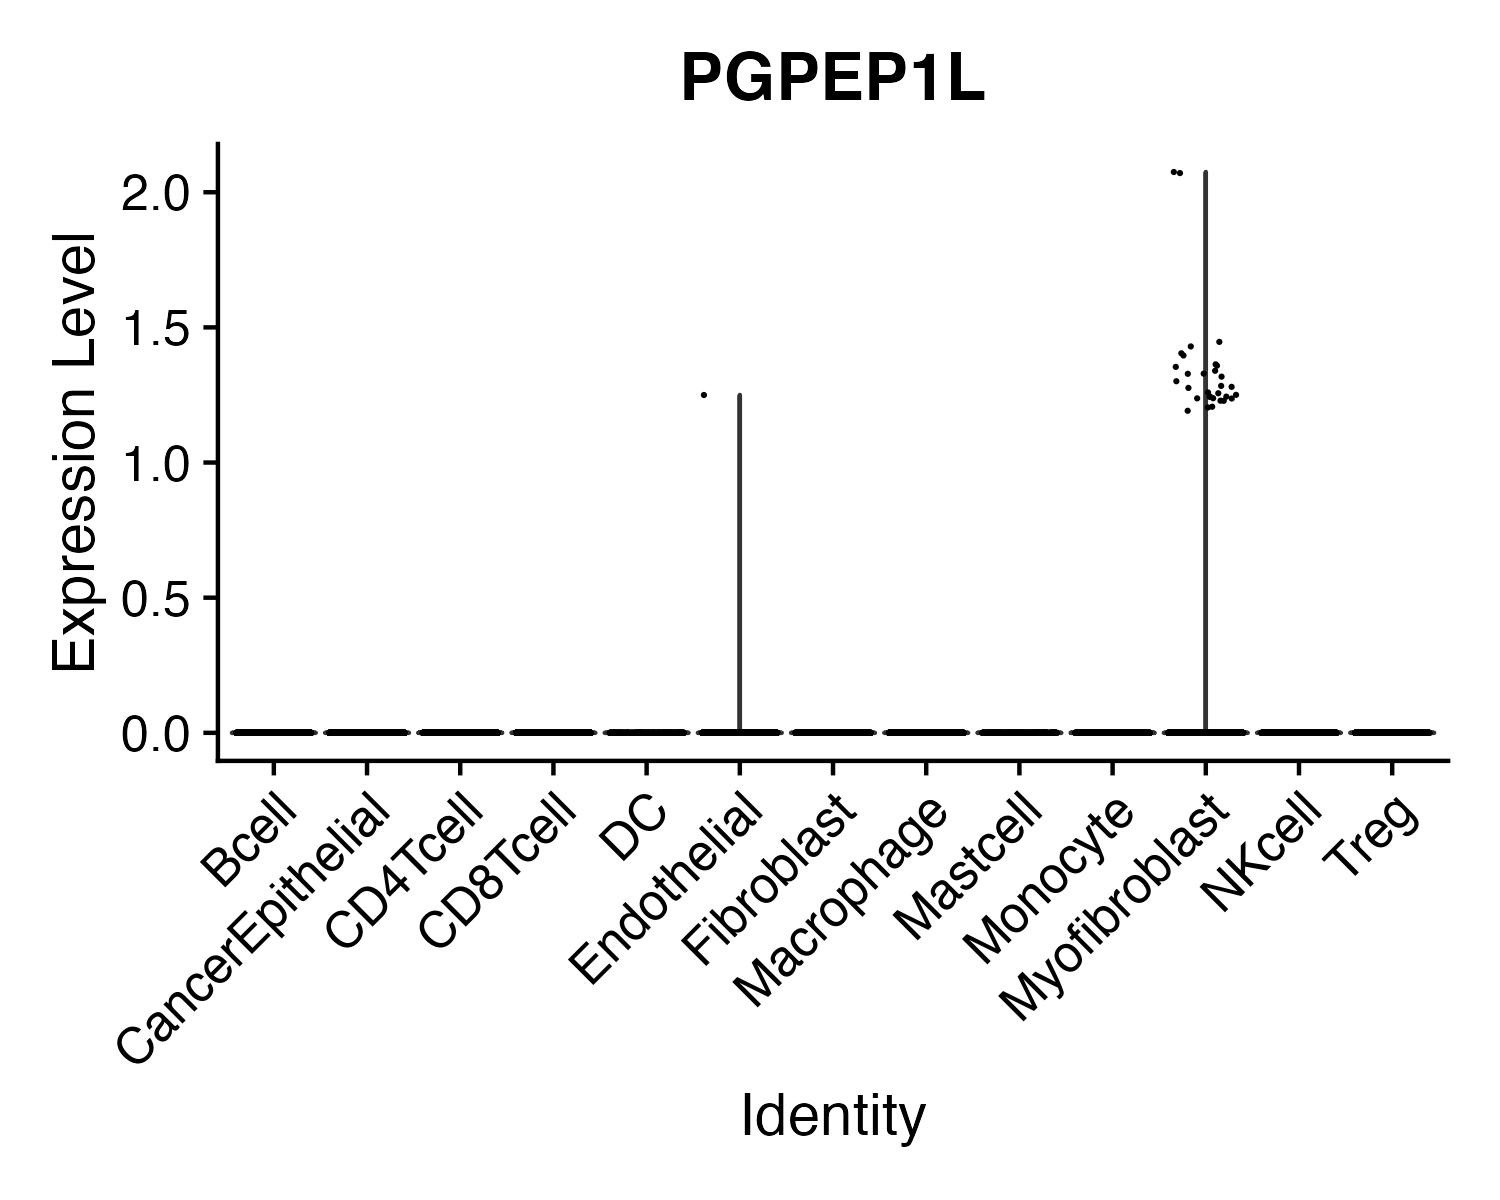 PGPEP1L
Expression Level
2.0
1.5
1.0
0.5
0.0
Bcell
CancerEpithelial
CD4Tcell
CD8Tcell
DC
Endothelial
Fibroblast
Macrophage
Mastcell
Monocyte
Myofibroblast
NKcell
Treg
Identity